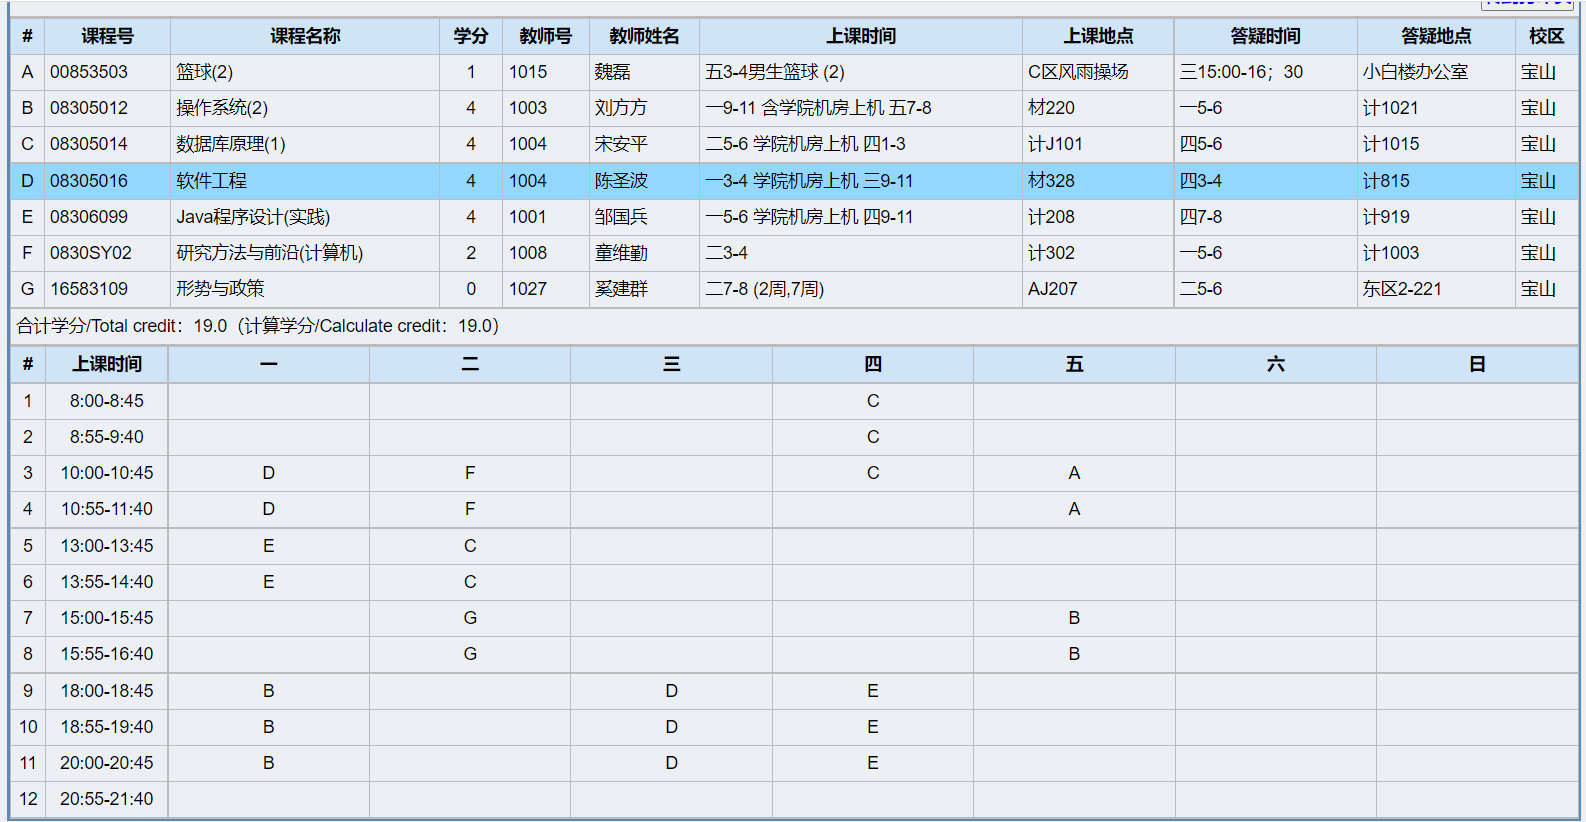 # 课程号 课程名称 学分 教师号 教师姓名 上课时间 上课地点 答疑时间 答疑地点 校区
A 00853503 篮球(2) 1 1015 魏磊 五3-4男生篮球 (2) C区风雨操场 三15:00-16；30 小白楼办公室 宝山
B 08305012 操作系统(2) 4 1003 刘方方 一9-11 含学院机房上机 五7-8 材220 一5-6 计1021 宝山
C 08305014 数据库原理(1) 4 1004 宋安平 二5-6 学院机房上机 四1-3 计J101 四5-6 计1015 宝山
D 08305016 软件工程 4 1004 陈圣波 一3-4 学院机房上机 三9-11 材328 四3-4 计815 宝山
E 08306099 Java程序设计(实践) 4 1001 邹国兵 一5-6 学院机房上机 四9-11 计208 四7-8 计919 宝山
F 0830SY02 研究方法与前沿(计算机) 2 1008 童维勤 二3-4 计302 一5-6 计1003 宝山
G 16583109 形势与政策 0 1027 奚建群 二7-8 (2周,7周) AJ207 二5-6 东区2-221 宝山
合计学分/Total credit：19.0（计算学分/Calculate credit：19.0）
# 上课时间 一 二 三 四 五 六 日
1 8:00-8:45 C
2 8:55-9:40 C
3 10:00-10:45 D F C A
4 10:55-11:40 D F A
5 13:00-13:45 E C
6 13:55-14:40 E C
7 15:00-15:45 G B
8 15:55-16:40 G B
9 18:00-18:45 B D E
10 18:55-19:40 B D E
11 20:00-20:45 B D E
12 20:55-21:40